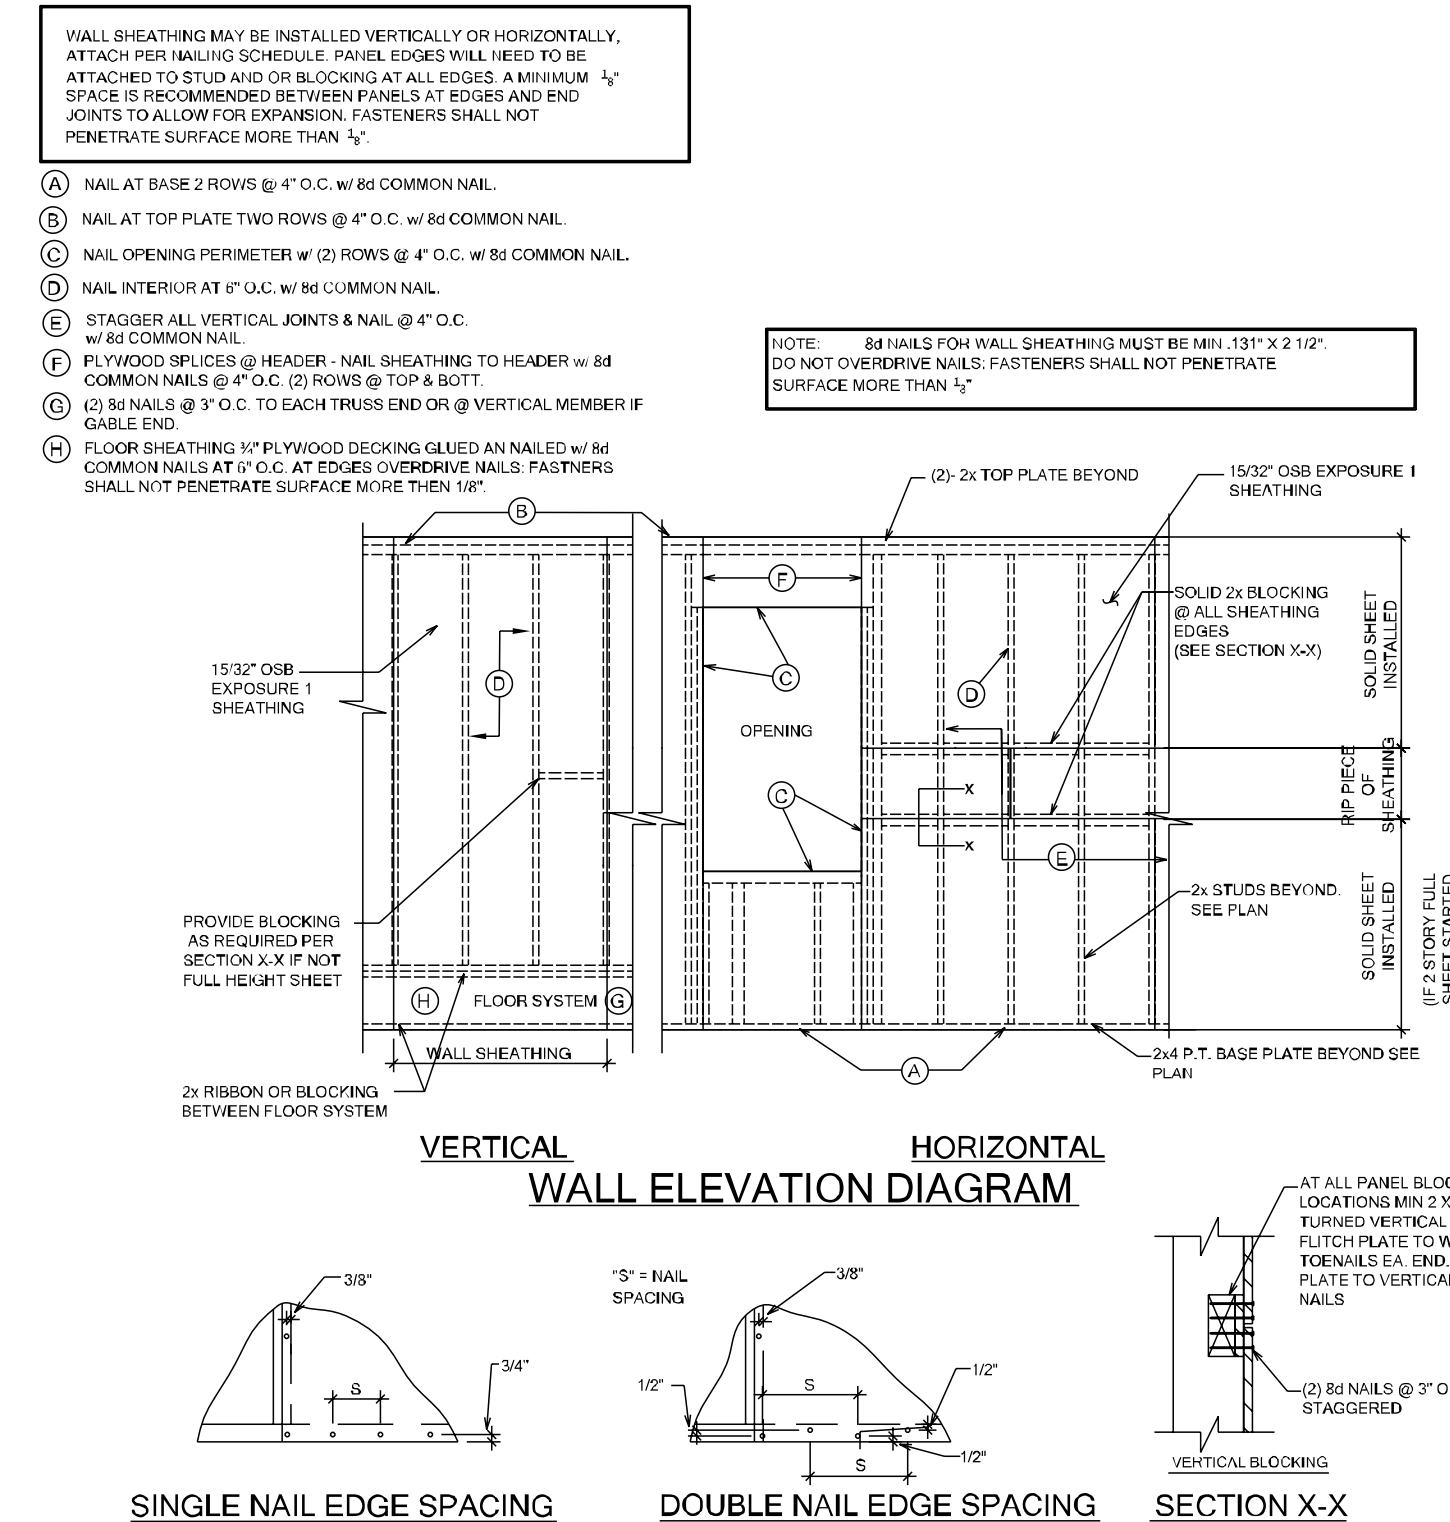 WALL SHEATHING MAY BE INSTALLED VERTICALLY OR HORIZONTALLY,
ATTACH PER NAILING SCHEDULE. PANEL EDGES WILL NEED TO BE
ATTACHED TO STUD AND OR BLOCKING AT ALL EDGES. A MINIMUM 1/8"
SPACE IS RECOMMENDED BETWEEN PANELS AT EDGES AND END
JOINTS TO ALLOW FOR EXPANSION. FASTENERS SHALL NOT
PENETRATE SURFACE MORE THAN 1/8".
A NAIL AT BASE 2 ROWS @ 4" O.C. w/ 8d COMMON NAIL.
B NAIL AT TOP PLATE TWO ROWS @ 4" O.C. w/ 8d COMMON NAIL.
C NAIL OPENING PERIMETER w/ (2) ROWS @ 4" O.C. w/ 8d COMMON NAIL.
D NAIL INTERIOR AT 6" O.C. w/ 8d COMMON NAIL.
E STAGGER ALL VERTICAL JOINTS & NAIL @ 4" O.C.
w/ 8d COMMON NAIL.
F PLYWOOD SPLICES @ HEADER - NAIL SHEATHING TO HEADER w/ 8d
COMMON NAILS @ 4" O.C. (2) ROWS @ TOP & BOTT.
G (2) 8d NAILS @ 3" O.C. TO EACH TRUSS END OR @ VERTICAL MEMBER IF
GABLE END.
H FLOOR SHEATHING ¾" PLYWOOD DECKING GLUED AN NAILED w/ 8d
COMMON NAILS AT 6" O.C. AT EDGES OVERDRIVE NAILS: FASTNERS
SHALL NOT PENETRATE SURFACE MORE THEN 1/8".
NOTE: 8d NAILS FOR WALL SHEATHING MUST BE MIN .131" X 2 1/2".
DO NOT OVERDRIVE NAILS: FASTENERS SHALL NOT PENETRATE
SURFACE MORE THAN 1/8"
(2)- 2x TOP PLATE BEYOND
15/32" OSB EXPOSURE 1
SHEATHING
B
F
SOLID 2x BLOCKING
@ ALL SHEATHING
EDGES
(SEE SECTION X-X)
SOLID SHEET
INSTALLED
15/32" OSB
EXPOSURE 1
SHEATHING
D
C
D
OPENING
RIP PIECE
OF
SHEATHING
C
X
X
E
2x STUDS BEYOND.
SEE PLAN
SOLID SHEET
INSTALLED
(IF 2 STORY FULL
SHEET STARTED
PROVIDE BLOCKING
AS REQUIRED PER
SECTION X-X IF NOT
FULL HEIGHT SHEET
H FLOOR SYSTEM G
WALL SHEATHING
A
2x4 P.T. BASE PLATE BEYOND SEE
PLAN
2x RIBBON OR BLOCKING
BETWEEN FLOOR SYSTEM
VERTICAL
HORIZONTAL
WALL ELEVATION DIAGRAM
3/8"
S
3/4"
SINGLE NAIL EDGE SPACING
"S" = NAIL
SPACING
3/8"
1/2"
S
1/2"
1/2"
S
DOUBLE NAIL EDGE SPACING
AT ALL PANEL BLOC
LOCATIONS MIN 2 X
TURNED VERTICAL
FLITCH PLATE TO W
TOENAILS EA. END.
PLATE TO VERTICAL
NAILS
(2) 8d NAILS @ 3" O
STAGGERED
VERTICAL BLOCKING
SECTION X-X